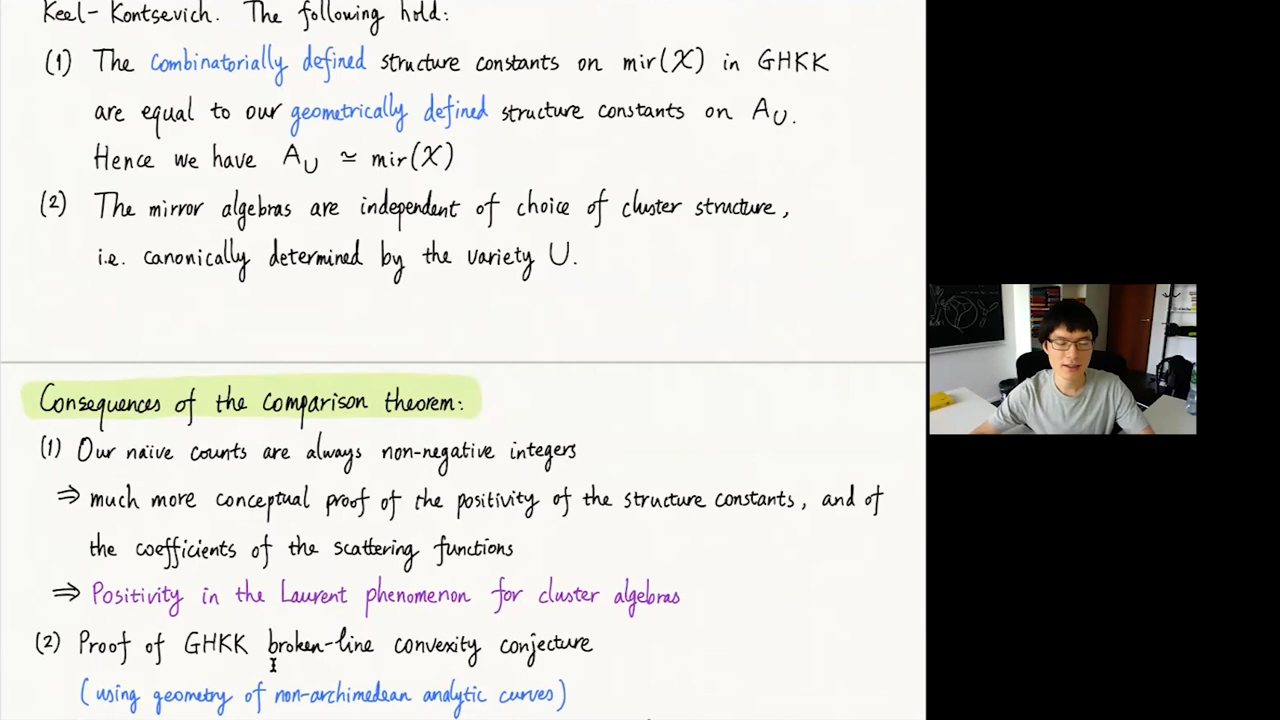 Keel-Kontsevich. The following hold:
(1) The combinatorially defined structure constants on mir(X) in GHKK
are equal to our geometrically defined structure constants on A_U.
Hence we have A_U ≃ mir(X)
(2) The mirror algebras are independent of choice of cluster structure,
i.e. canonically determined by the variety U.
Consequences of the comparison theorem:
(1) Our naïve counts are always non-negative integers
⇒ much more conceptual proof of the positivity of the structure constants, and of
the coefficients of the scattering functions
⇒ Positivity in the Laurent phenomenon for cluster algebras
(2) Proof of GHKK broken-line convexity conjecture
(using geometry of non-archimedean analytic curves)